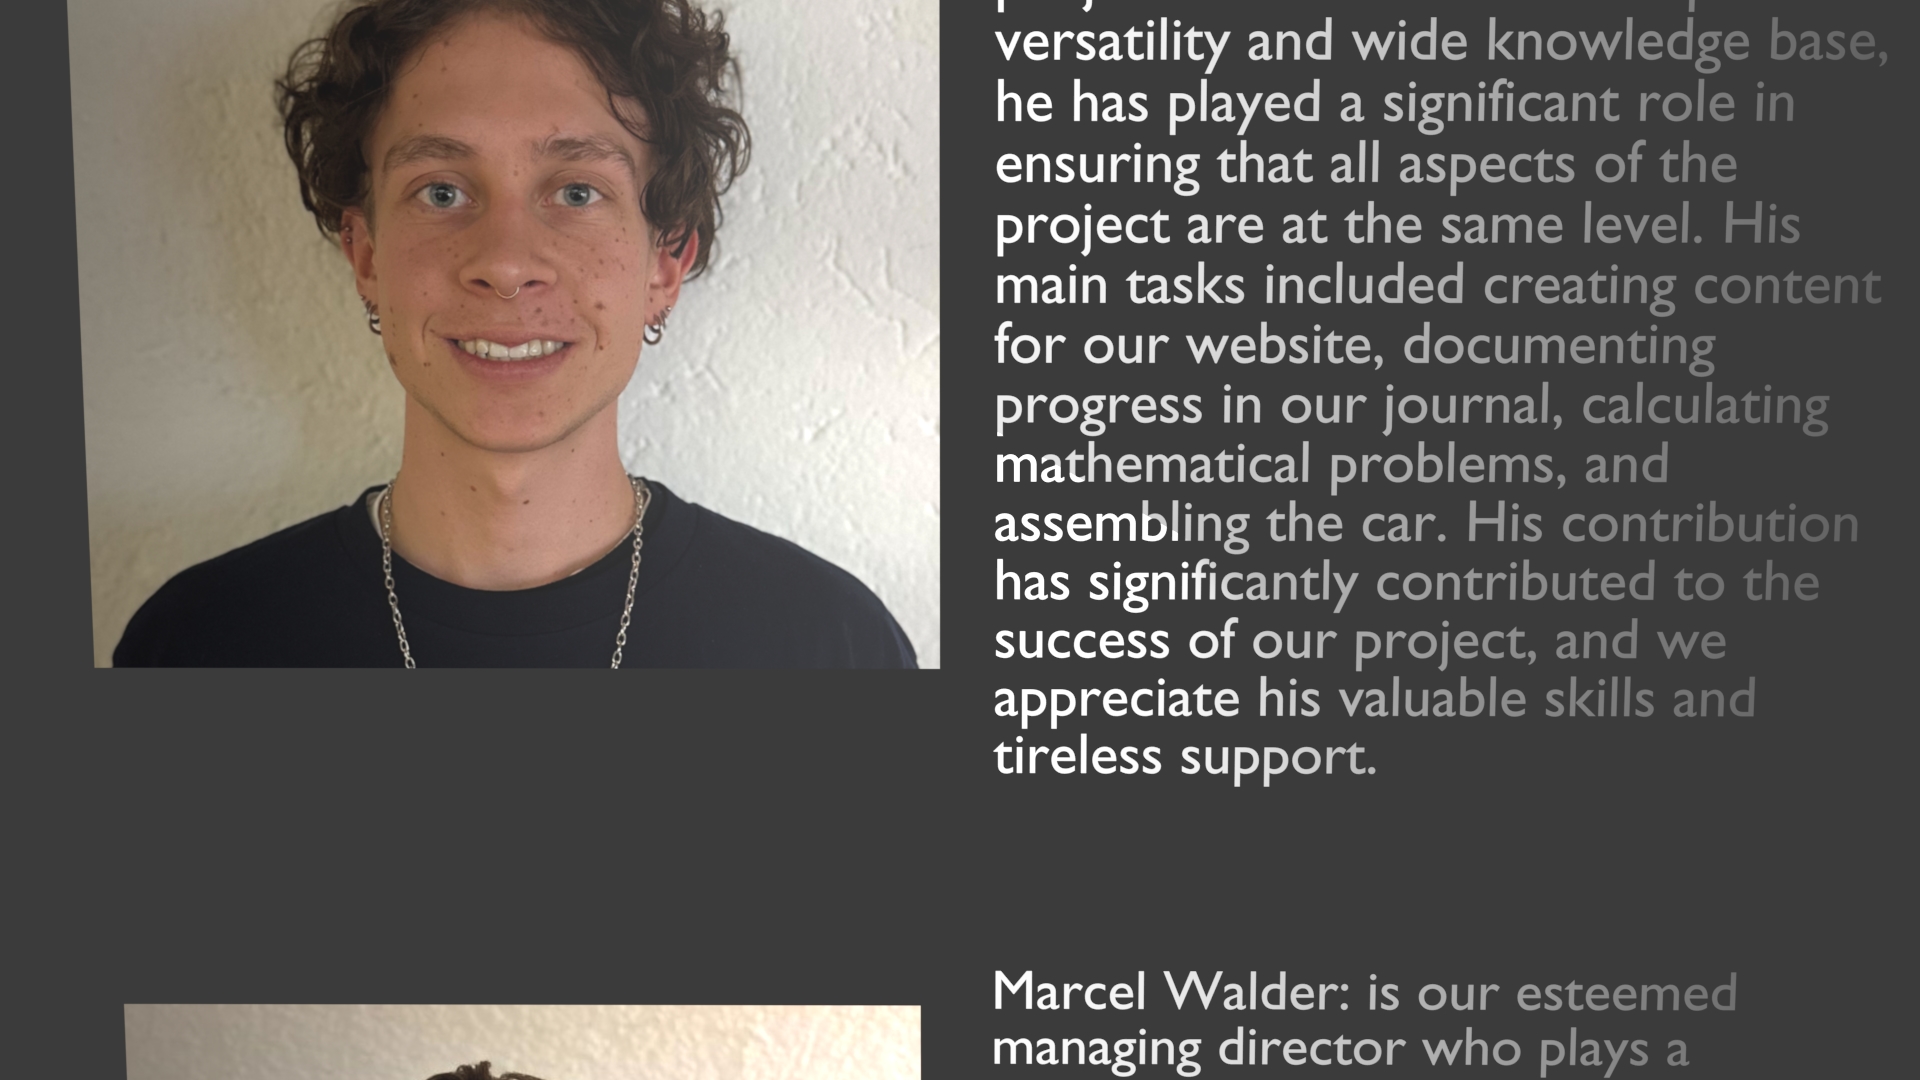 versatility and wide knowledge base,
he has played a significant role in
ensuring that all aspects of the
project are at the same level. His
main tasks included creating content
for our website, documenting
progress in our journal, calculating
mathematical problems, and
assembling the car. His contribution
has significantly contributed to the
success of our project, and we
appreciate his valuable skills and
tireless support.
Marcel Walder: is our esteemed
managing director who plays a